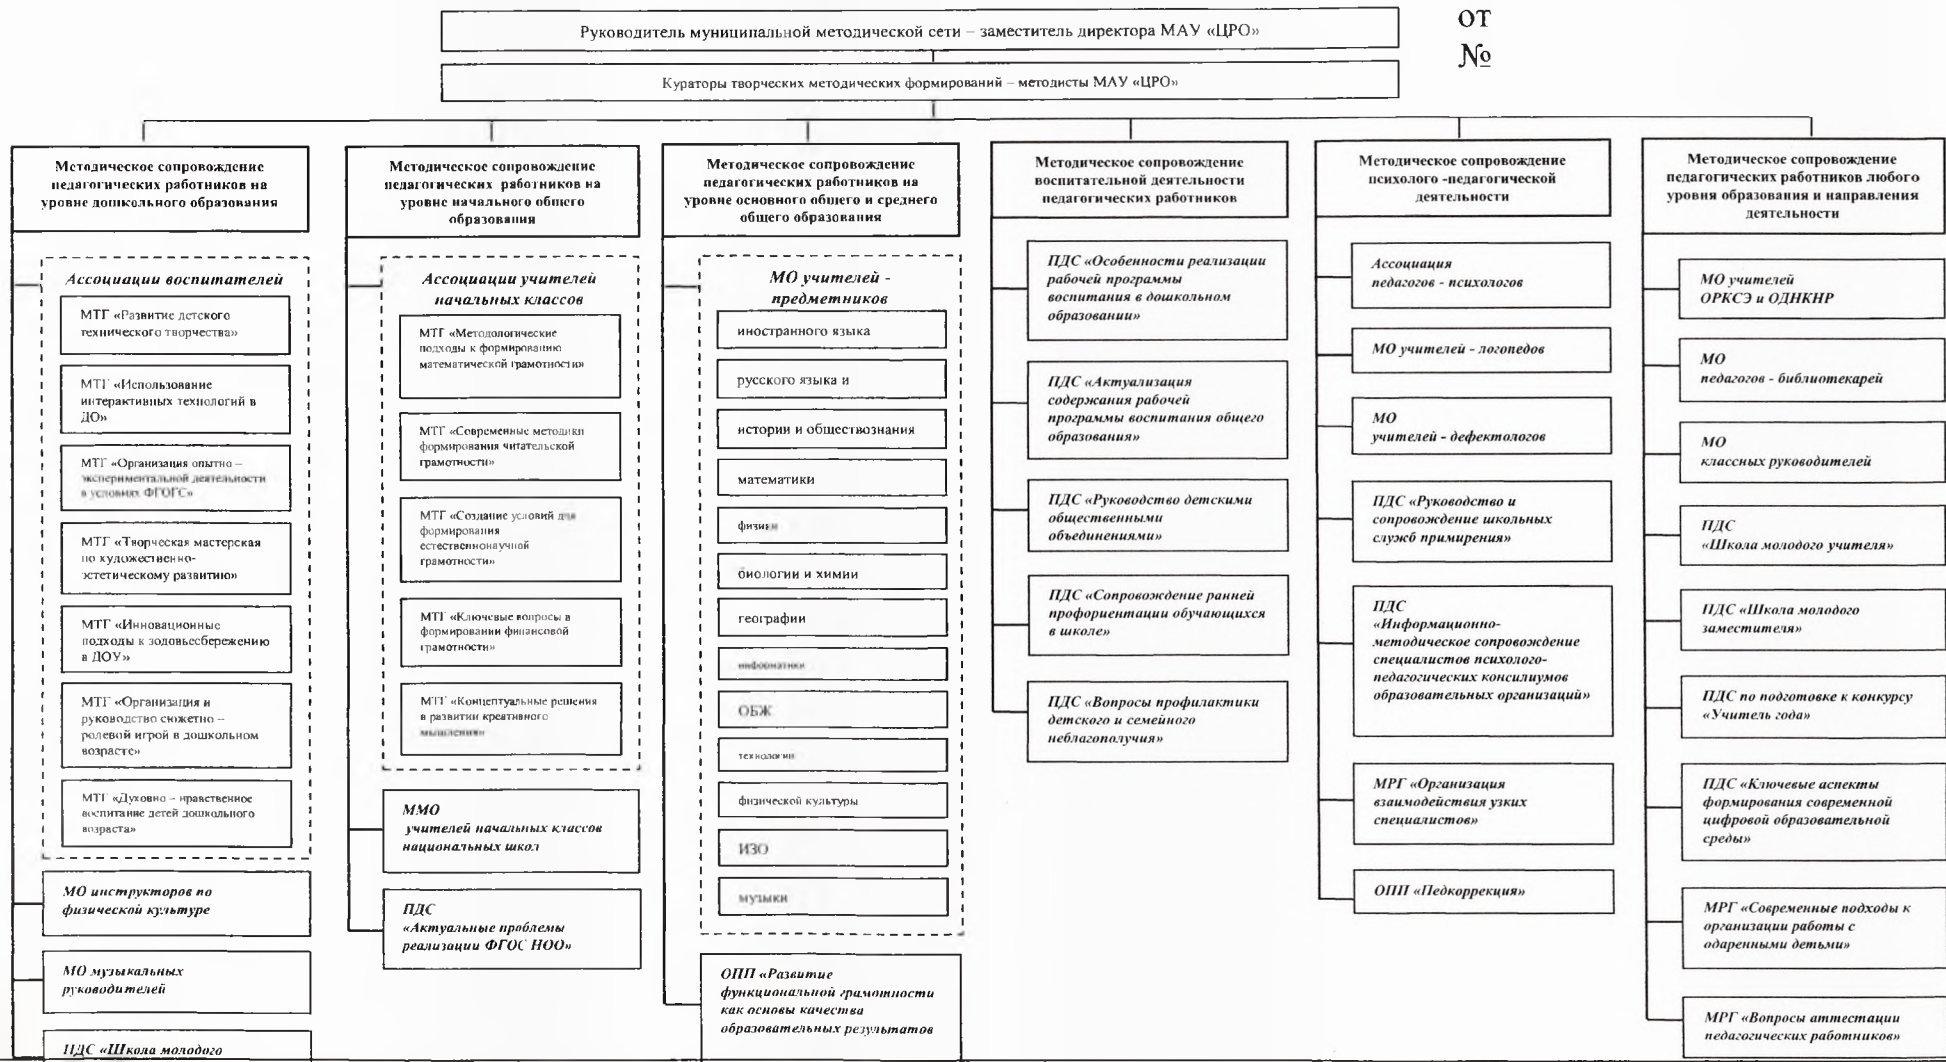 Руководитель муниципальной методической сети – заместитель директора МАУ «ЦРО»
от
№
Кураторы творческих методических формирований – методисты МАУ «ЦРО»
Методическое сопровождение
педагогических работников на
уровне дошкольного образования
Ассоциации воспитателей
МТГ «Развитие детского
технического творчества»
МТГ «Использование
интерактивных технологий в
ДО»
МТГ «Организация опытно –
экспериментальной деятельности
в условиях ФГОГС»
МТГ «Творческая мастерская
по художественно-
эстетическому развитию»
МТГ «Инновационные
подходы к зодовьесбережению
в ДОУ»
МТГ «Организация и
руководство сюжетно –
ролевой игрой в дошкольном
возрасте»
МТГ «Духовно – нравственное
воспитание детей дошкольного
возраста»
МО инструкторов по
физической культуре
МО музыкальных
руководителей
ПДС «Школа молодого
Методическое сопровождение
педагогических работников на
уровне начального общего
образования
Ассоциации учителей
начальных классов
МТГ «Методологические
подходы к формированию
математической грамотности»
МТГ «Современные методики
формирования читательской
грамотности»
МТГ «Создание условий для
формирования
естественнонаучной
грамотности»
МТГ «Ключевые вопросы в
формировании финансовой
грамотности»
МТГ «Концептуальные решения
в развитии креативного
мышления»
ММО
учителей начальных классов
национальных школ
ПДС
«Актуальные проблемы
реализации ФГОС НОО»
Методическое сопровождение
педагогических работников на
уровне основного общего и среднего
общего образования
МО учителей -
предметников
иностранного языка
русского языка и
истории и обществознания
математики
физики
биологии и химии
географии
информатики
ОБЖ
технологии
физической культуры
ИЗО
музыки
ОПП «Развитие
функциональной грамотности
как основы качества
образовательных результатов
Методическое сопровождение
воспитательной деятельности
педагогических работников
ПДС «Особенности реализации
рабочей программы
воспитания в дошкольном
образовании»
ПДС «Актуализация
содержания рабочей
программы воспитания общего
образования»
ПДС «Руководство детскими
общественными
объединениями»
ПДС «Сопровождение ранней
профориентации обучающихся
в школе»
ПДС «Вопросы профилактики
детского и семейного
неблагополучия»
Методическое сопровождение
психолого -педагогической
деятельности
Ассоциация
педагогов - психологов
МО учителей - логопедов
МО
учителей - дефектологов
ПДС «Руководство и
сопровождение школьных
служб примирения»
ПДС
«Информационно-
методическое сопровождение
специалистов психолого-
педагогических консилиумов
образовательных организаций»
МРГ «Организация
взаимодействия узких
специалистов»
ОПП «Педкоррекция»
Методическое сопровождение
педагогических работников любого
уровня образования и направления
деятельности
МО учителей
ОРКСЭ и ОДНКНР
МО
педагогов - библиотекарей
МО
классных руководителей
ПДС
«Школа молодого учителя»
ПДС «Школа молодого
заместителя»
ПДС по подготовке к конкурсу
«Учитель года»
ПДС «Ключевые аспекты
формирования современной
цифровой образовательной
среды»
МРГ «Современные подходы к
организации работы с
одаренными детьми»
МРГ «Вопросы аттестации
педагогических работников»